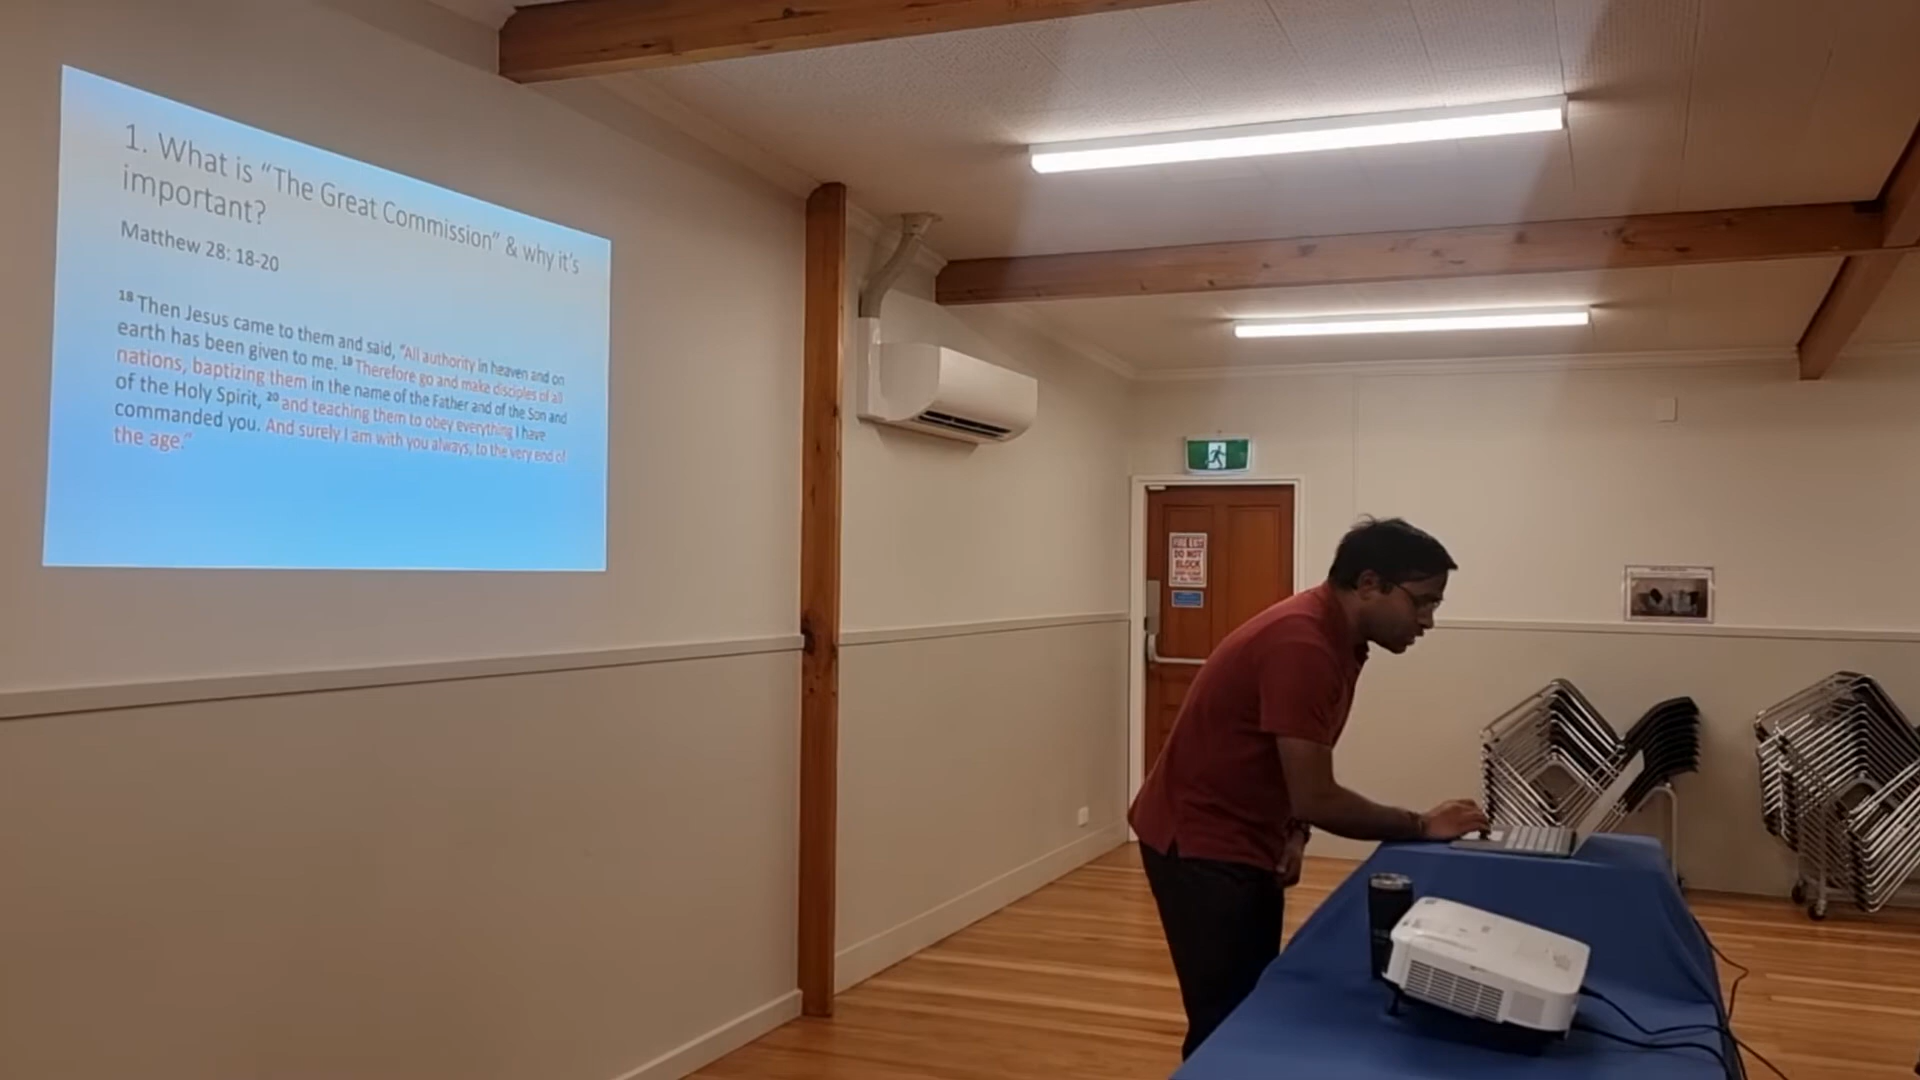 1. What is “The Great Commission” & why it’s
important?
Matthew 28: 18-20
18 Then Jesus came to them and said, “All authority in heaven and on
earth has been given to me. 19 Therefore go and make disciples of all
nations, baptizing them in the name of the Father and of the Son and
of the Holy Spirit, 20 and teaching them to obey everything I have
commanded you. And surely I am with you always, to the very end of
the age.”
DO NOT
BLOCK